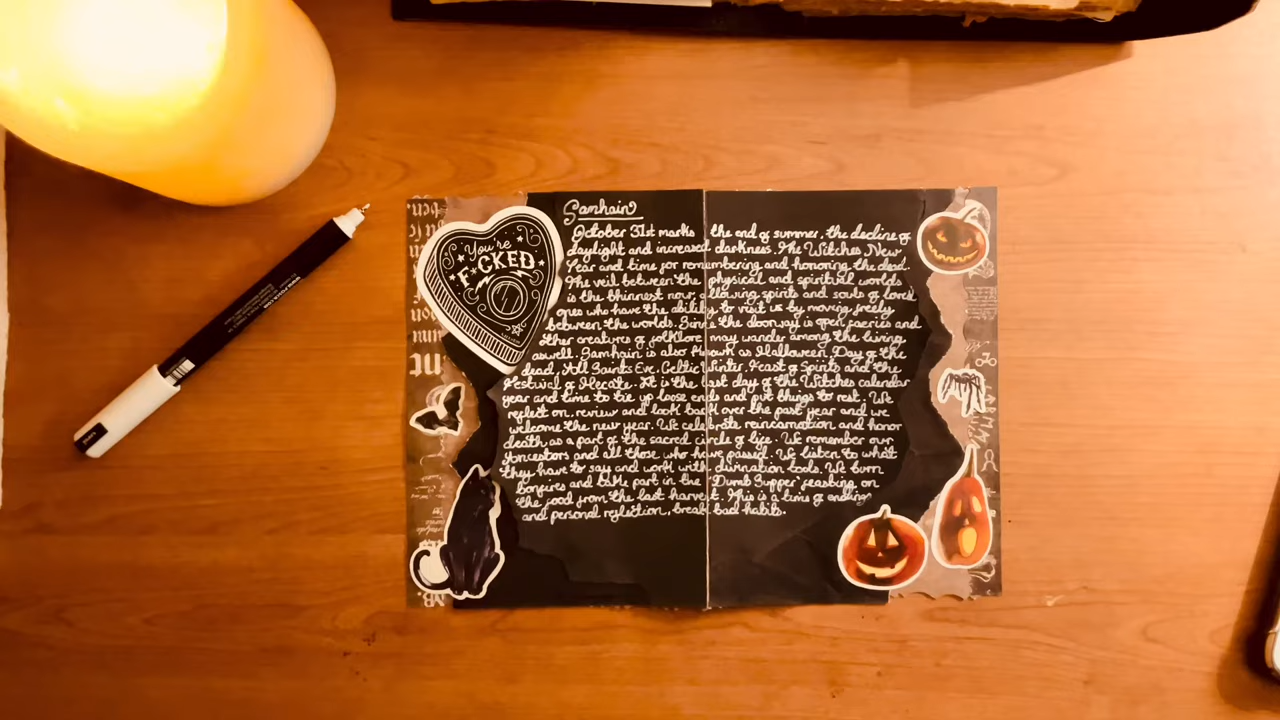 Samhain
October 31st marks the end of summer, the decline of
daylight and increased darkness. The Witches New
Year and time for remembering and honoring the dead.
The veil between the physical and spiritual worlds
is the thinnest now, allowing spirits and souls of loved
ones who have the ability to visit us by moving freely
between the worlds. Since the doorway is open faeries and
ther creatures of folklore may wander among the living
aswell. Samhain is also known as Halloween, Day of the
dead, All Saints Eve, Celtic Winter, Feast of Spirits and the
Festival of Hecate. It is the last day of the Witches calendar
year and time to tie up loose ends and put things to rest. We
reflect on, review and look back over the past year and we
welcome the new year. We celebrate reincarnation and honor
death as a part of the sacred circle of life. We remember our
Ancestors and all those who have passed. We listen to what
they have to say and work with divination tools. We burn
bonfires and take part in the "Dumb Supper" feasting on
the food from the last harvest. This is a time of ending
and personal reflection, break bad habits.
You're
F*CKED